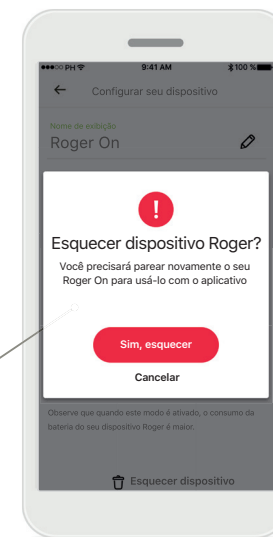 PH 9:41 AM 100 %
Configurar seu dispositivo
Nome de exibição
Roger On
Esquecer dispositivo Roger?
Você precisará parear novamente o seu
Roger On para usá-lo com o aplicativo
Sim, esquecer
Cancelar
Observe que quando este modo é ativado, o consumo da
bateria do seu dispositivo Roger é maior.
Esquecer dispositivo